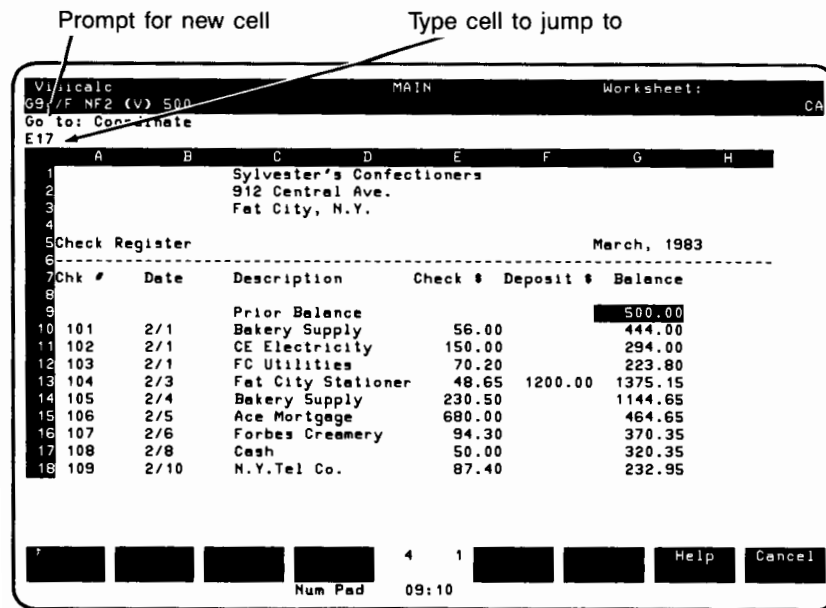 Prompt for new cell Type cell to jump to
Visicalc MAIN Worksheet:
G9:/F NF2 (V) 500 CA
Go to: Coordinate
E17
A B C D E F G H
1 Sylvester's Confectioners
2 912 Central Ave.
3 Fat City, N.Y.
4
5 Check Register March, 1983
6 --------------------------------------------------------------
7 Chk # Date Description Check $ Deposit $ Balance
8
9 Prior Balance 500.00
10 101 2/1 Bakery Supply 56.00 444.00
11 102 2/1 CE Electricity 150.00 294.00
12 103 2/1 FC Utilities 70.20 223.80
13 104 2/3 Fat City Stationer 48.65 1200.00 1375.15
14 105 2/4 Bakery Supply 230.50 1144.65
15 106 2/5 Ace Mortgage 680.00 464.65
16 107 2/6 Forbes Creamery 94.30 370.35
17 108 2/8 Cash 50.00 320.35
18 109 2/10 N.Y.Tel Co. 87.40 232.95
4 1 Help Cancel
Num Pad 09:10